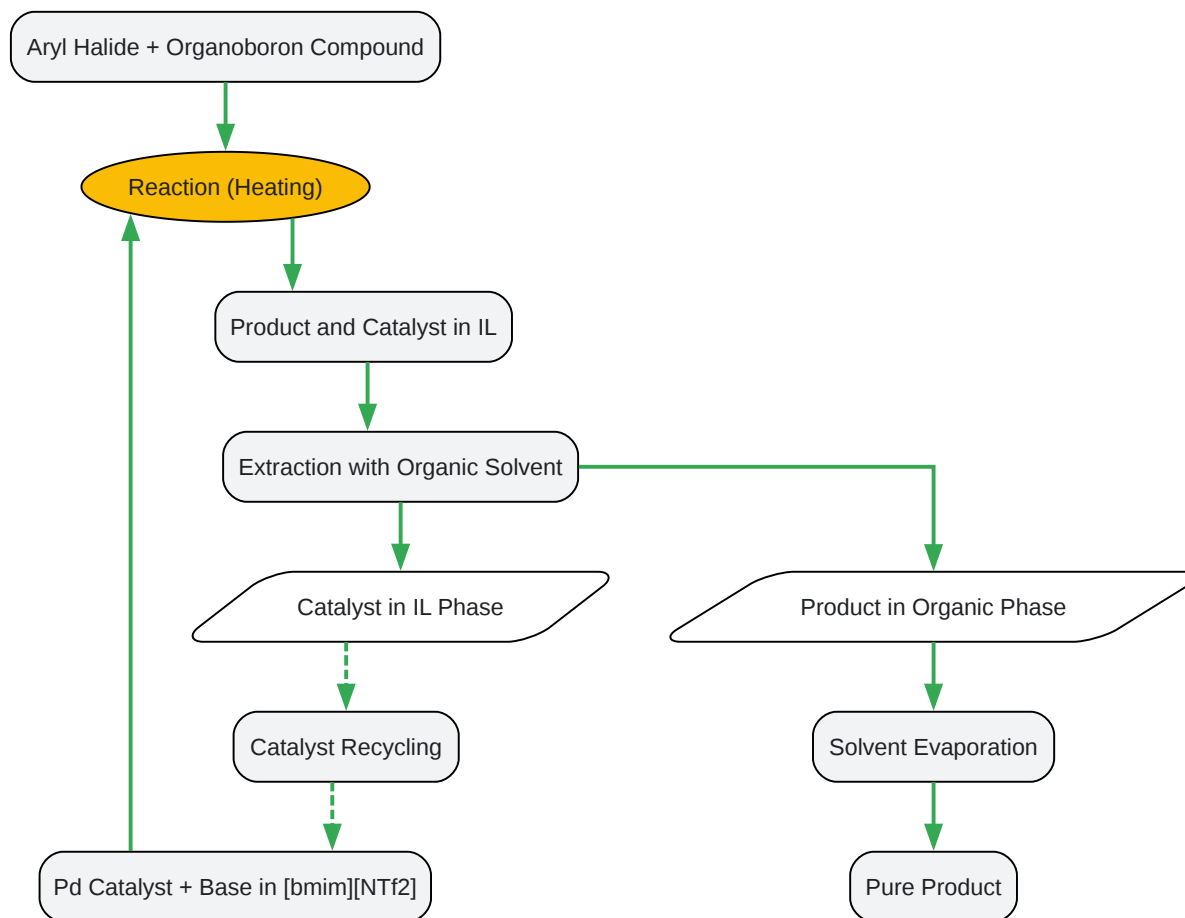 Aryl Halide + Organoboron Compound
Reaction (Heating)
Product and Catalyst in IL
Extraction with Organic Solvent
Catalyst in IL Phase
Product in Organic Phase
Catalyst Recycling
Solvent Evaporation
Pd Catalyst + Base in [bmim][NTf2]
Pure Product